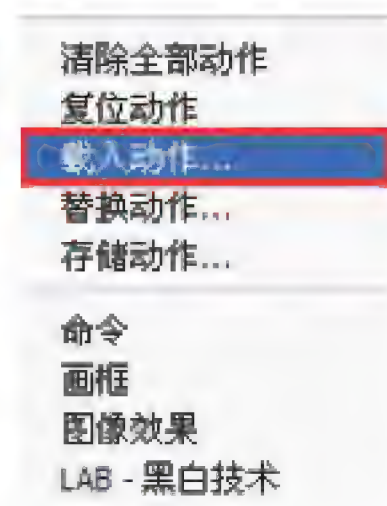 清除全部动作
复位动作
载入动作...
替换动作...
存储动作...
命令
画框
图像效果
LAB - 黑白技术